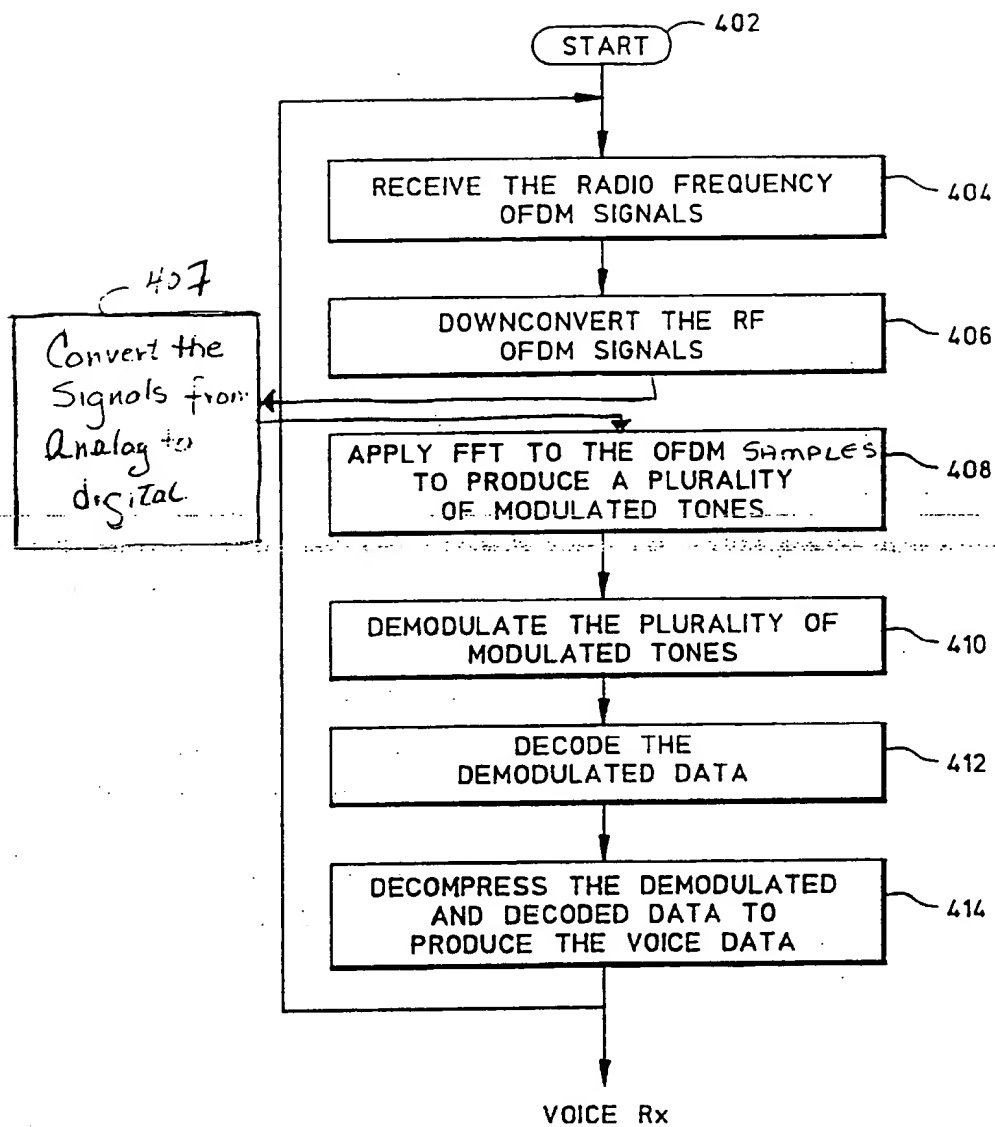 402
START
RECEIVE THE RADIO FREQUENCY
OFDM SIGNALS
404
DOWNCONVERT THE RF
OFDM SIGNALS
406
407
Convert the
Signals from
Analog to
digital
APPLY FFT TO THE OFDM SAMPLES
TO PRODUCE A PLURALITY
OF MODULATED TONES
408
DEMODULATE THE PLURALITY OF
MODULATED TONES
410
DECODE THE
DEMODULATED DATA
412
DECOMPRESS THE DEMODULATED
AND DECODED DATA TO
PRODUCE THE VOICE DATA
414
VOICE Rx